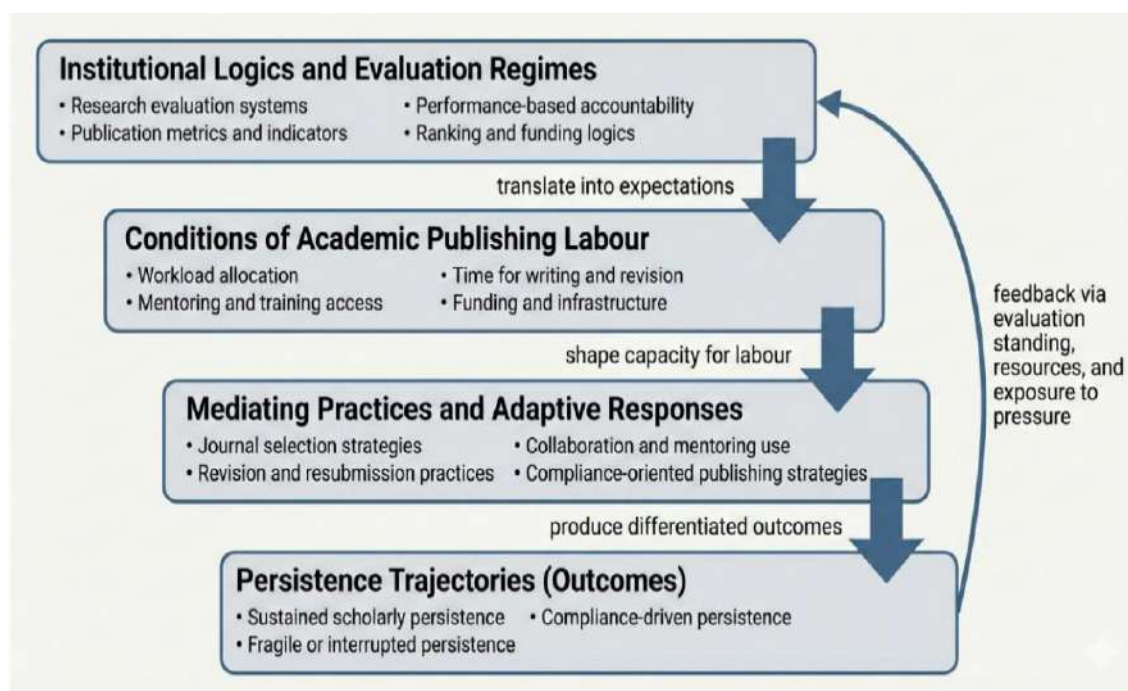 Institutional Logics and Evaluation Regimes
• Research evaluation systems
• Performance-based accountability
• Publication metrics and indicators
• Ranking and funding logics
translate into expectations
Conditions of Academic Publishing Labour
• Workload allocation
• Time for writing and revision
• Mentoring and training access
• Funding and infrastructure
shape capacity for labour
Mediating Practices and Adaptive Responses
• Journal selection strategies
• Collaboration and mentoring use
• Revision and resubmission practices
• Compliance-oriented publishing strategies
produce differentiated outcomes
Persistence Trajectories (Outcomes)
• Sustained scholarly persistence
• Compliance-driven persistence
• Fragile or interrupted persistence
feedback via
evaluation
standing,
resources, and
exposure to
pressure